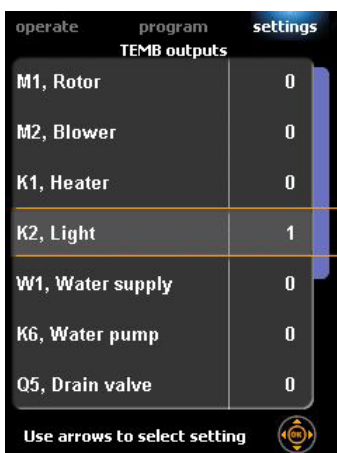 operate program settings
TEMB outputs
M1, Rotor 0
M2, Blower 0
K1, Heater 0
K2, Light 1
W1, Water supply 0
K6, Water pump 0
Q5, Drain valve 0
Use arrows to select setting OK